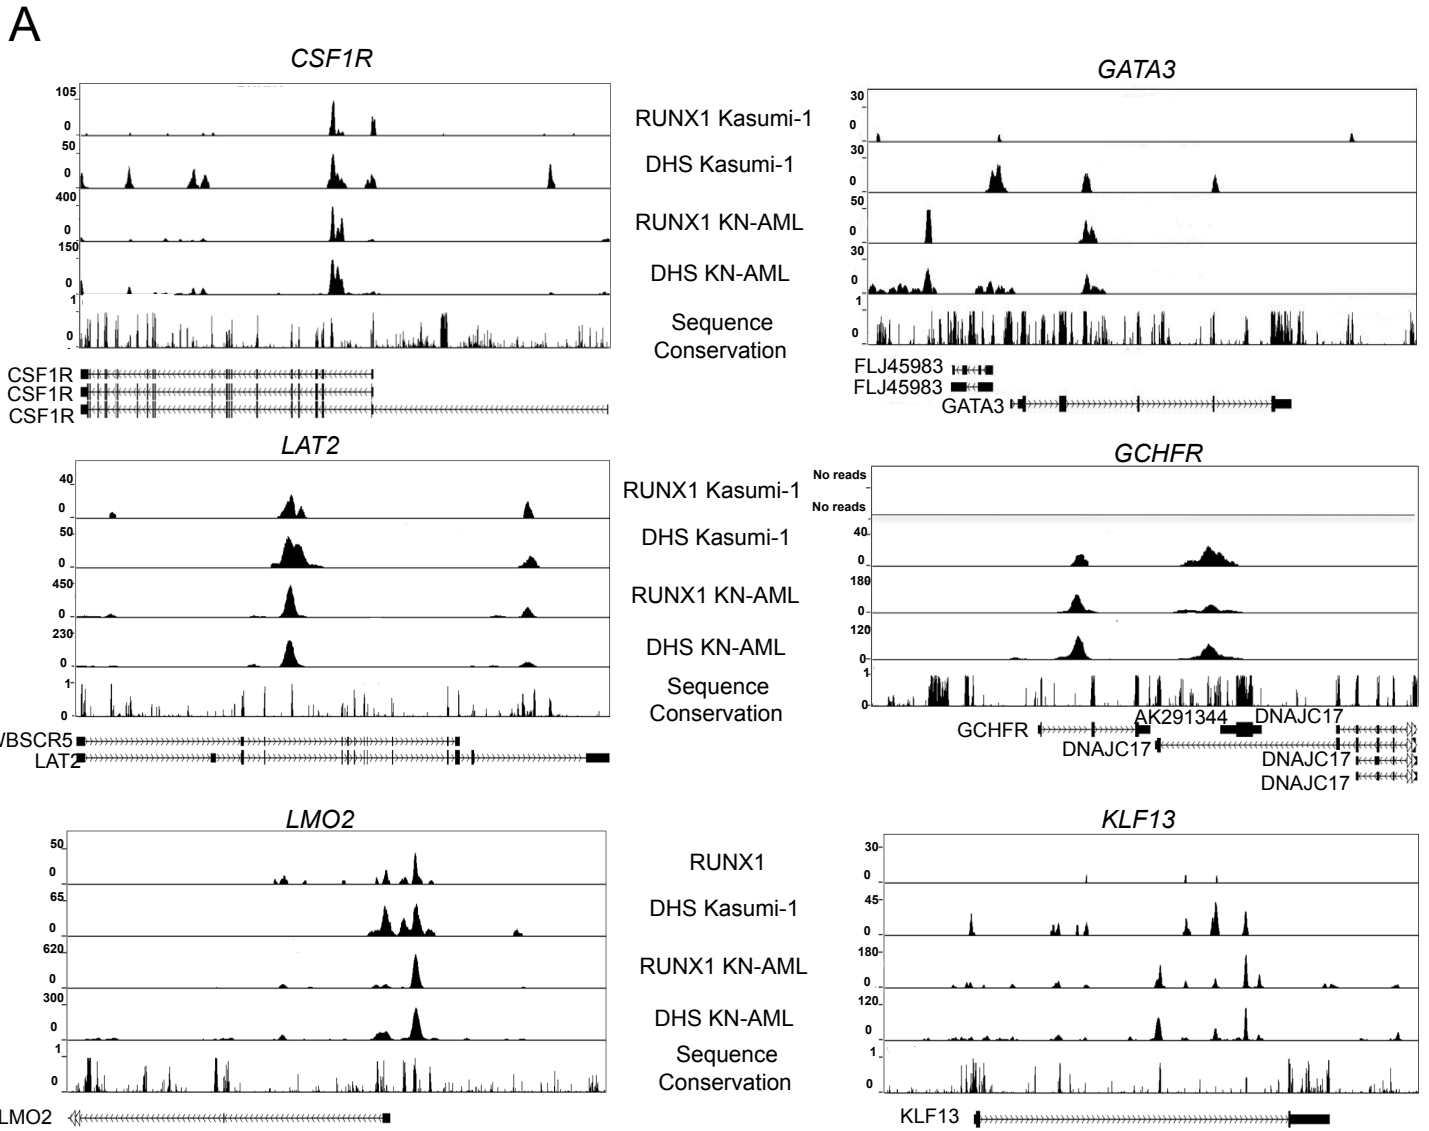 A
CSF1R
105
0
50
0
400
0
150
0
1
0
CSF1R
CSF1R
CSF1R
RUNX1 Kasumi-1
DHS Kasumi-1
RUNX1 KN-AML
DHS KN-AML
Sequence
Conservation
GATA3
30
0
30
0
50
0
30
0
1
0
FLJ45983
FLJ45983
GATA3
LAT2
40
0
50
0
450
0
230
0
1
0
WBSCR5
LAT2
RUNX1 Kasumi-1
DHS Kasumi-1
RUNX1 KN-AML
DHS KN-AML
Sequence
Conservation
GCHFR
No reads
No reads
40
0
180
0
120
0
1
0
AK291344 DNAJC17
GCHFR
DNAJC17
DNAJC17
DNAJC17
LMO2
50
0
65
0
620
0
300
0
1
0
LMO2
RUNX1
DHS Kasumi-1
RUNX1 KN-AML
DHS KN-AML
Sequence
Conservation
KLF13
30
0
45
0
180
0
120
0
1
0
KLF13